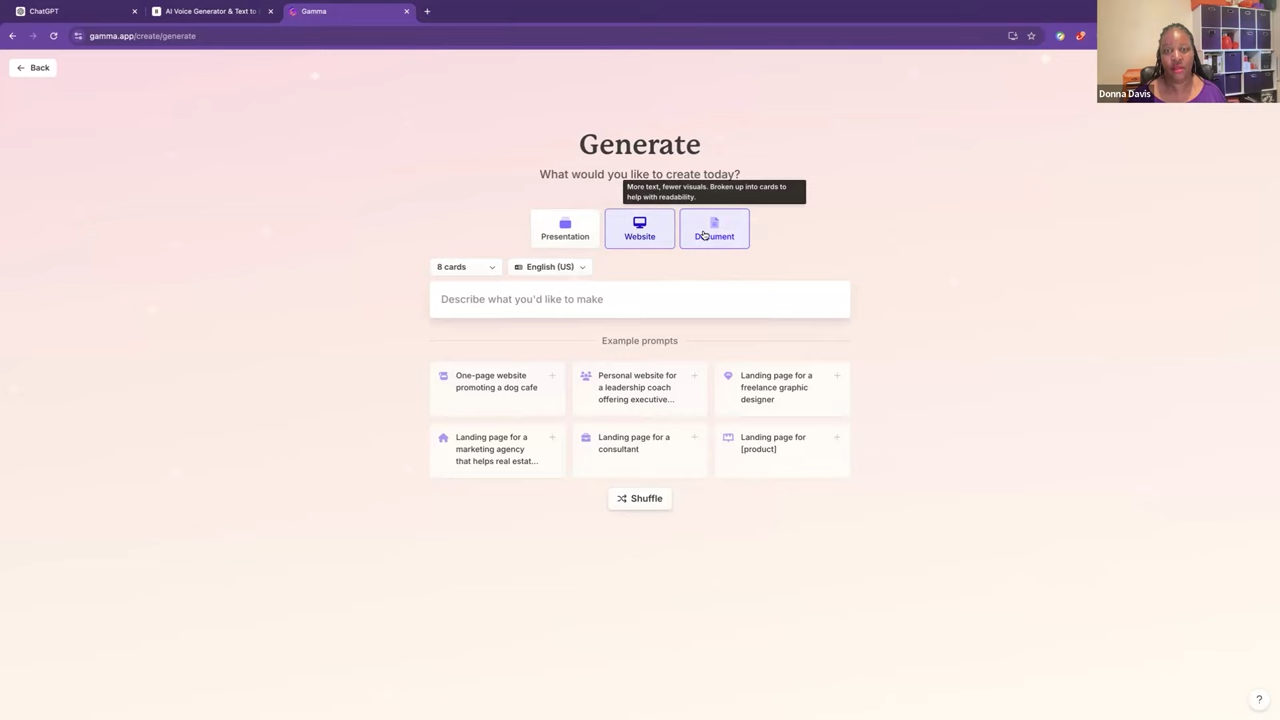 ChatGPT
AI Voice Generator & Text to
Gamma
gamma.app/create/generate
Back
Donna Davis
Generate
What would you like to create today?
More text, fewer visuals. Broken up into cards to
help with readability.
Presentation
Website
Document
8 cards
English (US)
Describe what you'd like to make
Example prompts
One-page website
promoting a dog cafe
Personal website for
a leadership coach
offering executive...
Landing page for a
freelance graphic
designer
Landing page for a
marketing agency
that helps real estat...
Landing page for a
consultant
Landing page for
[product]
Shuffle
?